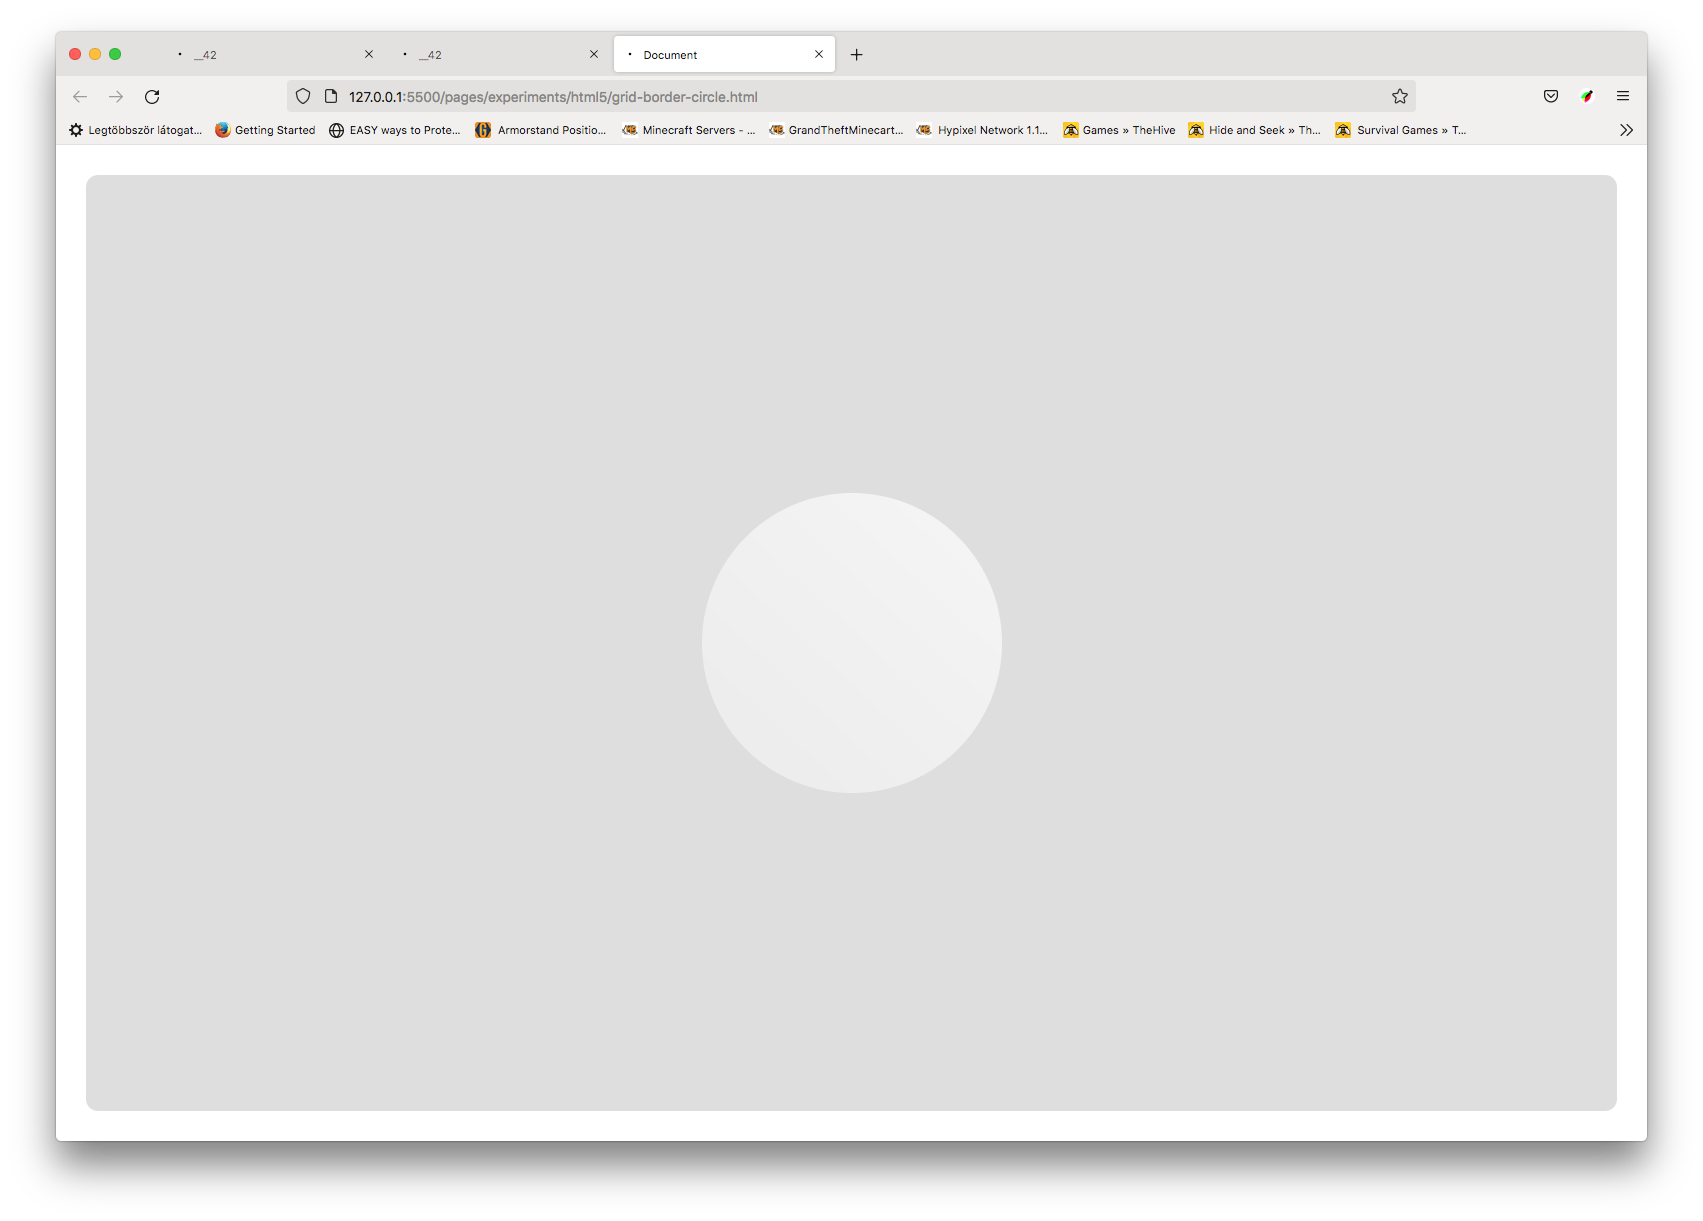 __42 __42 Document
127.0.0.1:5500/pages/experiments/html5/grid-border-circle.html
Legtöbbször látogat... Getting Started EASY ways to Prote... Armorstand Positio... Minecraft Servers - ... GrandTheftMinecart... Hypixel Network 1.1... Games » TheHive Hide and Seek » Th... Survival Games » T...